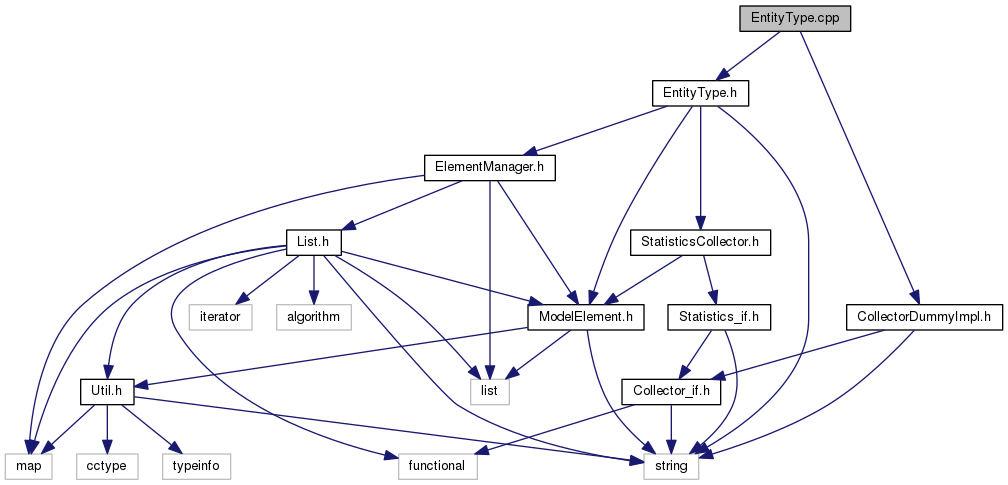 EntityType.cpp
EntityType.h
ElementManager.h
List.h
StatisticsCollector.h
iterator
algorithm
ModelElement.h
Statistics_if.h
CollectorDummyImpl.h
Util.h
list
Collector_if.h
map
cctype
typeinfo
functional
string